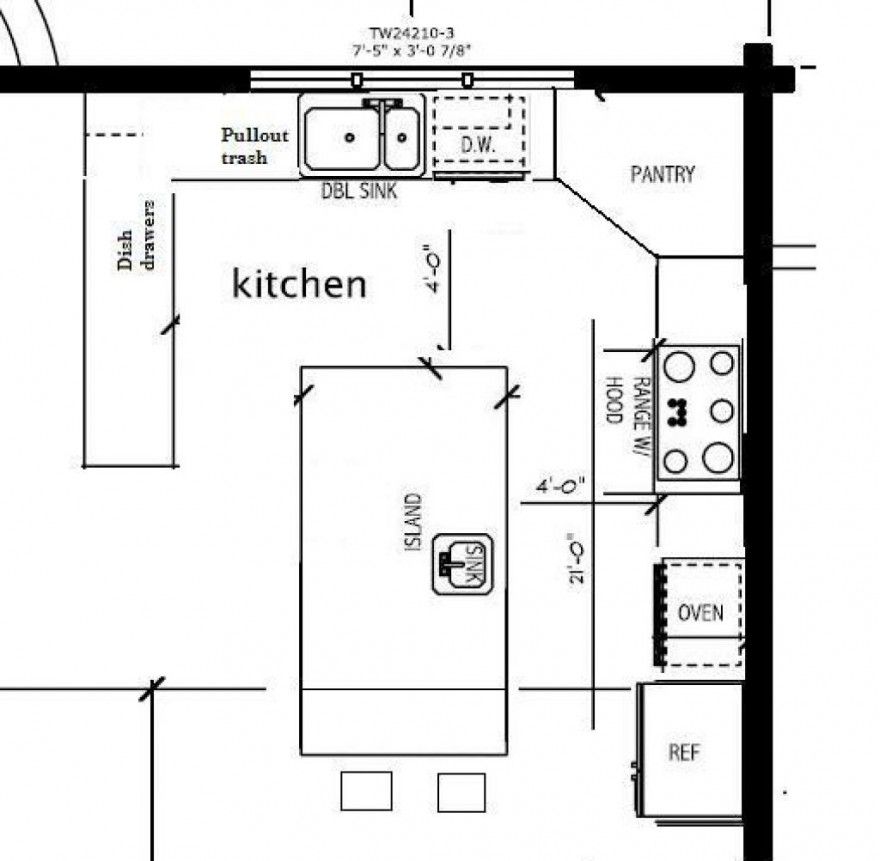 TW24210-3
7'-5" x 3'-0 7/8"
Pullout
trash
D.W.
DBL SINK
PANTRY
Dish
drawers
kitchen
4'-0"
RANGE W/
HOOD
4'-0"
ISLAND
SINK
21'-0"
OVEN
REF